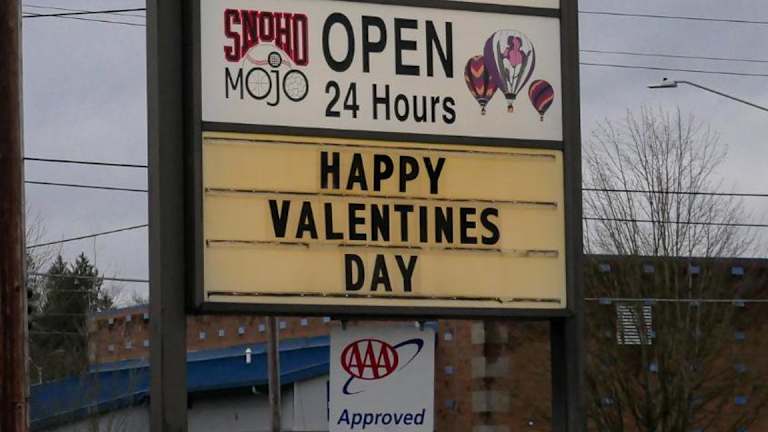 SNOHO
MOJO
OPEN
24 Hours
HAPPY
VALENTINES
DAY
AAA
Approved